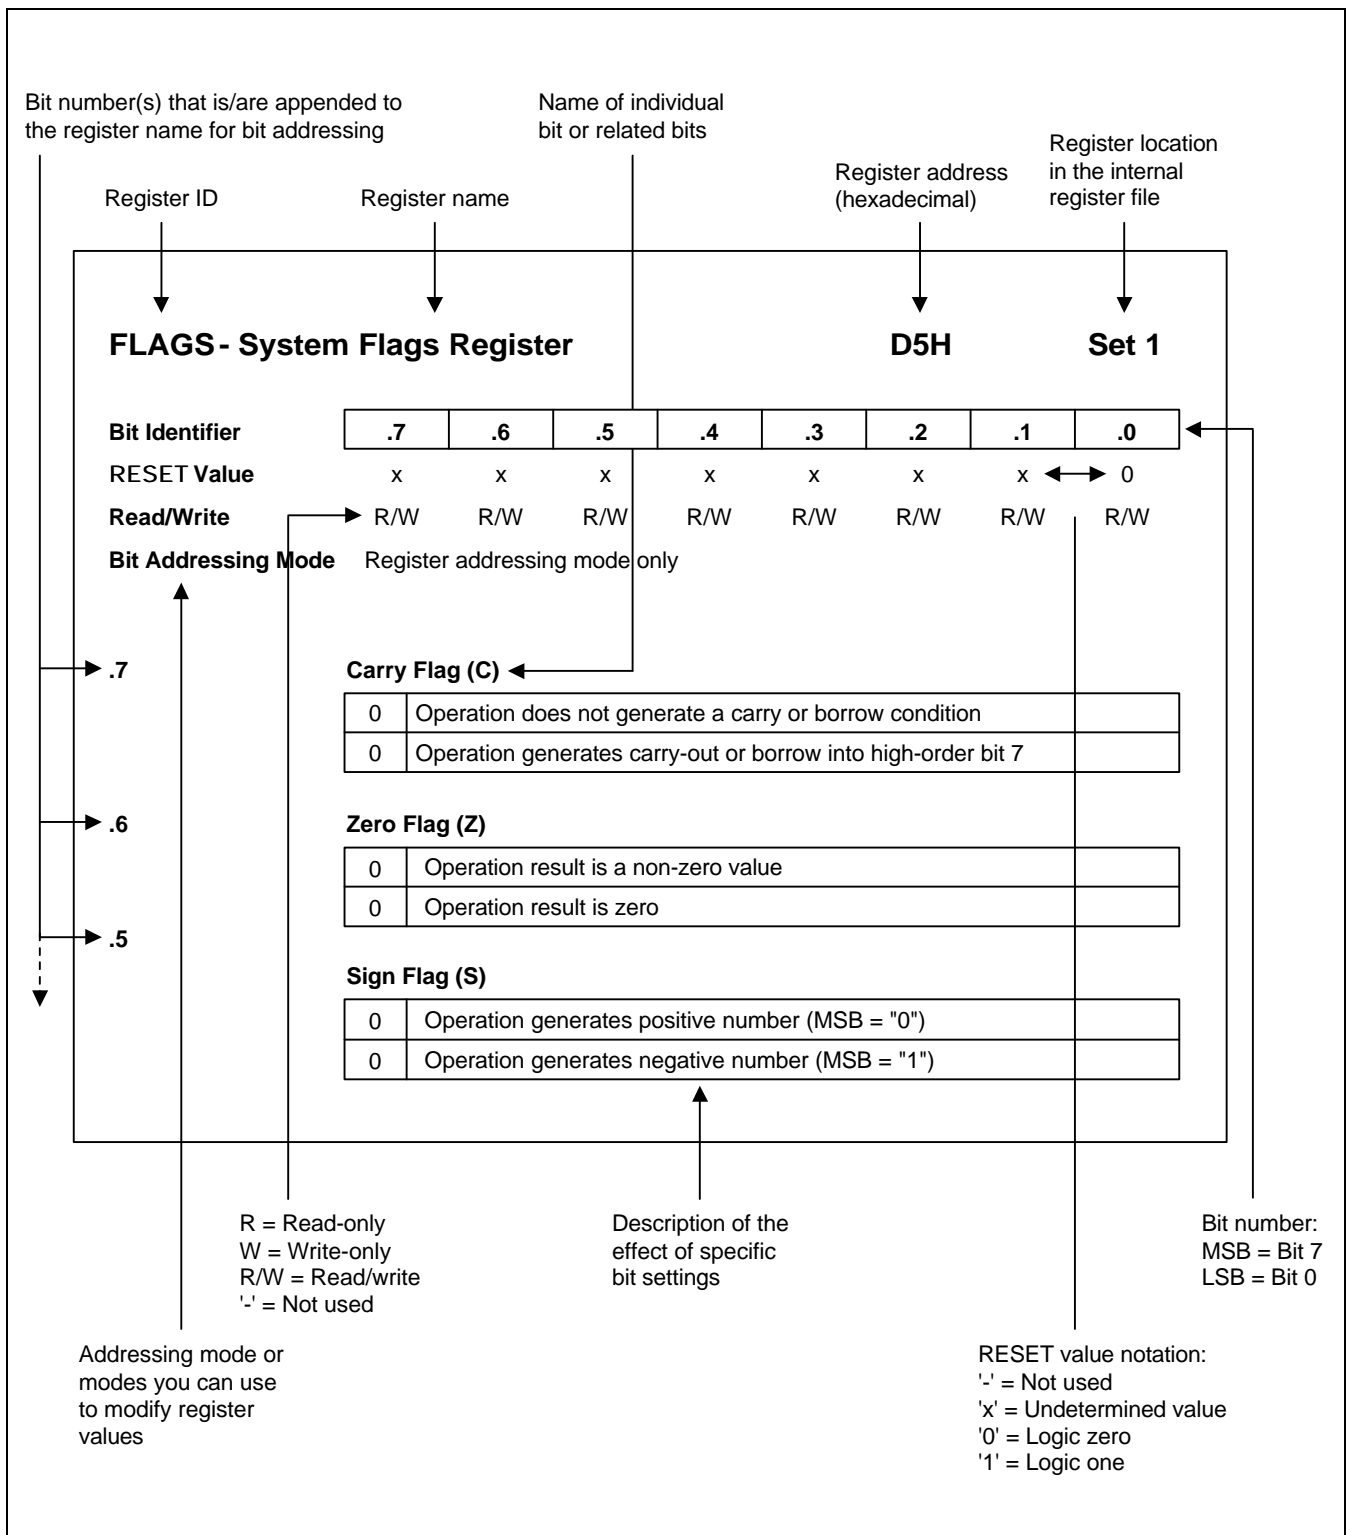 Bit number(s) that is/are appended to
the register name for bit addressing
Name of individual
bit or related bits
Register ID
Register name
Register address
(hexadecimal)
Register location
in the internal
register file
FLAGS - System Flags Register D5H Set 1
Bit Identifier .7 .6 .5 .4 .3 .2 .1 .0
RESET Value x x x x x x x 0
Read/Write R/W R/W R/W R/W R/W R/W R/W R/W
Bit Addressing Mode Register addressing mode only
.7 Carry Flag (C)
0 Operation does not generate a carry or borrow condition
0 Operation generates carry-out or borrow into high-order bit 7
.6 Zero Flag (Z)
0 Operation result is a non-zero value
0 Operation result is zero
.5
Sign Flag (S)
0 Operation generates positive number (MSB = "0")
0 Operation generates negative number (MSB = "1")
R = Read-only
W = Write-only
R/W = Read/write
'-' = Not used
Description of the
effect of specific
bit settings
Bit number:
MSB = Bit 7
LSB = Bit 0
Addressing mode or
modes you can use
to modify register
values
RESET value notation:
'-' = Not used
'x' = Undetermined value
'0' = Logic zero
'1' = Logic one